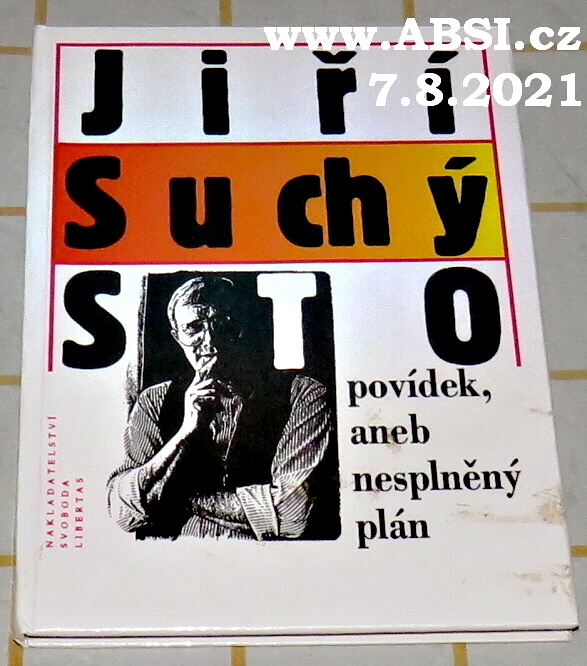 www.ABSI.cz
7.8.2021
Jiří
Suchý
STO
povídek,
aneb
nesplněný
plán
NAKLADATELSTVÍ
SVOBODA
LIBERTAS